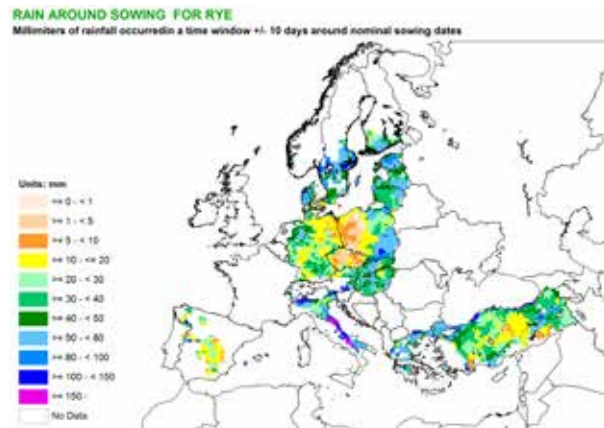 RAIN AROUND SOWING FOR RYE
Millimeters of rainfall occurredin a time window +/- 10 days around nominal sowing dates
Units: mm
>= 0 - < 1
>= 1 - < 5
>= 5 - < 10
>= 10 - <= 20
>= 20 - < 30
>= 30 - < 40
>= 40 - < 50
>= 50 - < 80
>= 80 - < 100
>= 100 - < 150
>= 150 -
No Data